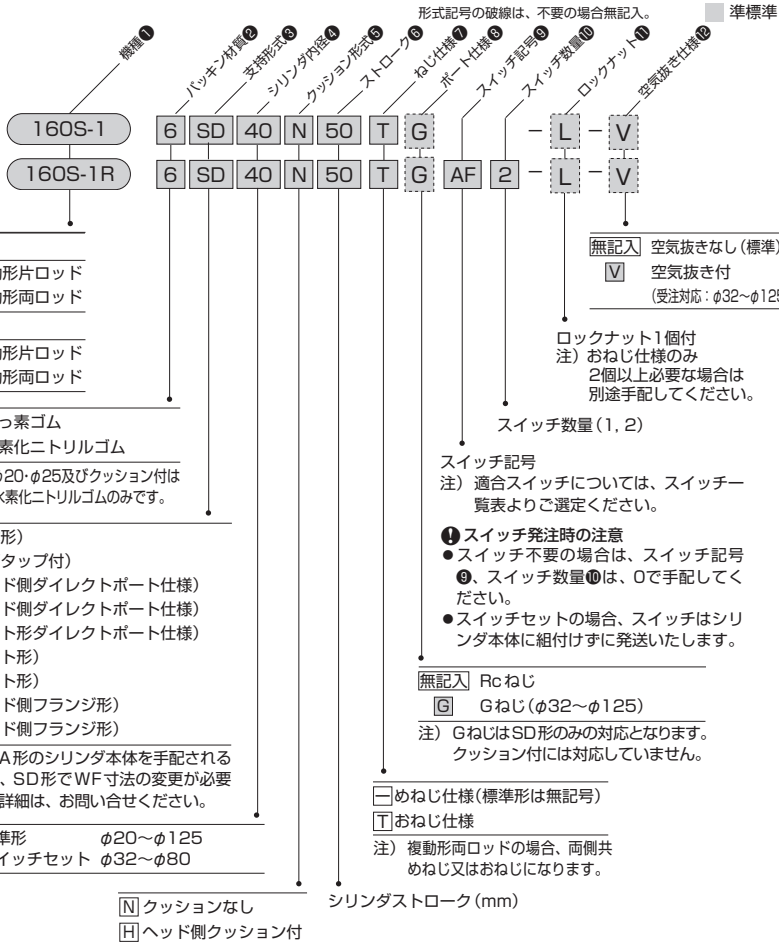 形式記号の破線は、不要の場合無記入。
準標準
機種❶
パッキン材質❷
支持形式❸
シリンダ内径❹
クッション形式❺
ストローク❻
ねじ仕様❼
ポート仕様❽
スイッチ記号❾
スイッチ数量❿
ロックナット⓫
空気抜き仕様⓬
160S-1 6 SD 40 N 50 T G － L － V
160S-1R 6 SD 40 N 50 T G AF 2 － L － V
無記入 空気抜きなし(標準)
V 空気抜き付
(受注対応：φ32～φ125
形片ロッド
形両ロッド
形片ロッド
形両ロッド
ロックナット1個付
注) おねじ仕様のみ
2個以上必要な場合は
別途手配してください。
っ素ゴム
素化ニトリルゴム
φ20・φ25及びクッション付は
水素化ニトリルゴムのみです。
スイッチ数量(1, 2)
スイッチ記号
注) 適合スイッチについては、スイッチ一
覧表よりご選定ください。
スイッチ発注時の注意
●スイッチ不要の場合は、スイッチ記号
❾、スイッチ数量❿は、0で手配してく
ださい。
●スイッチセットの場合、スイッチはシリ
ンダ本体に組付けずに発送いたします。
形)
タップ付)
ド側ダイレクトポート仕様)
ド側ダイレクトポート仕様)
ト形ダイレクトポート仕様)
ト形)
ト形)
ド側フランジ形)
ド側フランジ形)
A形のシリンダ本体を手配される
、SD形でWF寸法の変更が必要
詳細は、お問い合せください。
無記入 Rcねじ
G Gねじ(φ32～φ125)
注) GねじはSD形のみの対応となります。
クッション付には対応していません。
準形 φ20～φ125
イッチセット φ32～φ80
ーめねじ仕様(標準形は無記号)
T おねじ仕様
注) 複動形両ロッドの場合、両側共
めねじ又はおねじになります。
N クッションなし
H ヘッド側クッション付
シリンダストローク(mm)